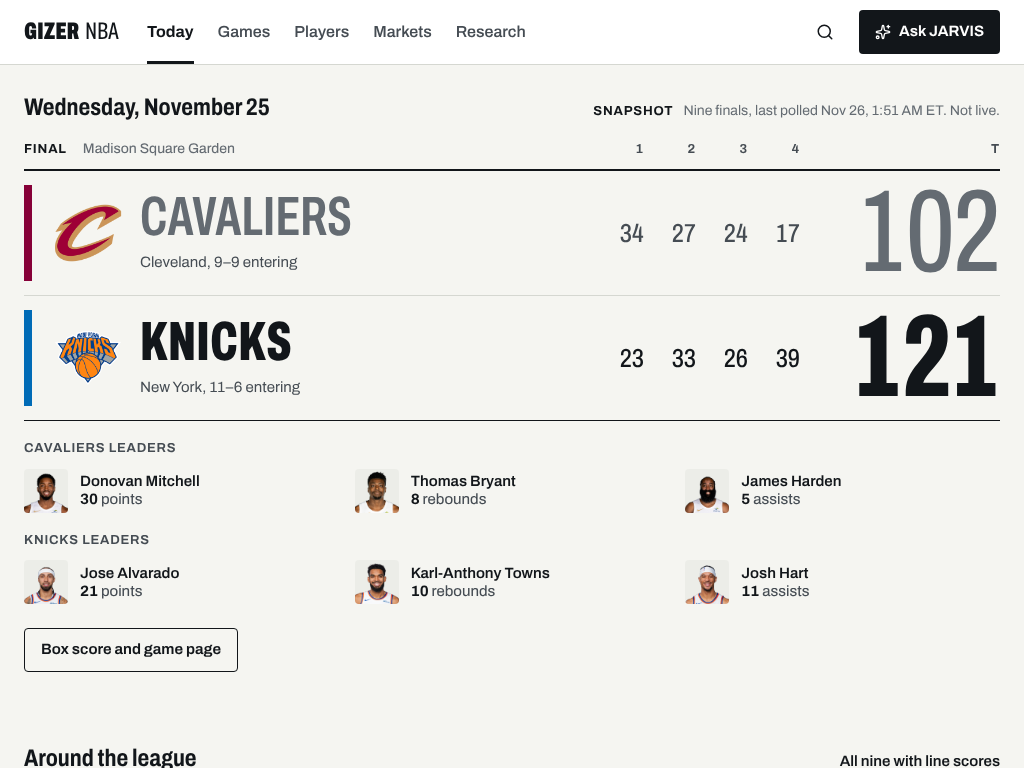 GIZER NBA Today Games Players Markets Research Ask JARVIS
Wednesday, November 25
SNAPSHOT Nine finals, last polled Nov 26, 1:51 AM ET. Not live.
FINAL Madison Square Garden 1 2 3 4 T
CAVALIERS
Cleveland, 9–9 entering
34 27 24 17 102
NEW YORK
KNICKS
KNICKS
New York, 11–6 entering
23 33 26 39 121
CAVALIERS LEADERS
Donovan Mitchell
30 points
Thomas Bryant
8 rebounds
James Harden
5 assists
KNICKS LEADERS
Jose Alvarado
21 points
Karl-Anthony Towns
10 rebounds
Josh Hart
11 assists
Box score and game page
Around the league
All nine with line scores